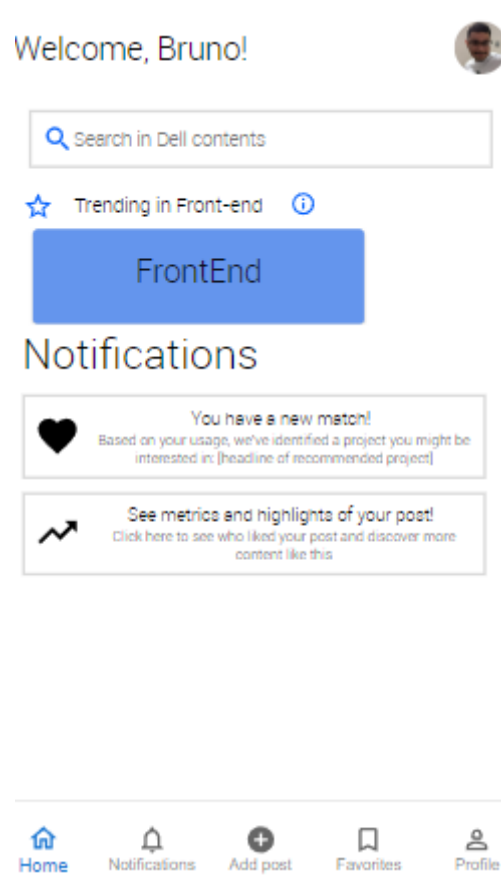 Welcome, Bruno!
Search in Dell contents
Trending in Front-end
FrontEnd
Notifications
You have a new match!
Based on your usage, we've identified a project you might be
interested in: [headline of recommended project]
See metrics and highlights of your post!
Click here to see who liked your post and discover more
content like this
Home
Notifications
Add post
Favorites
Profile